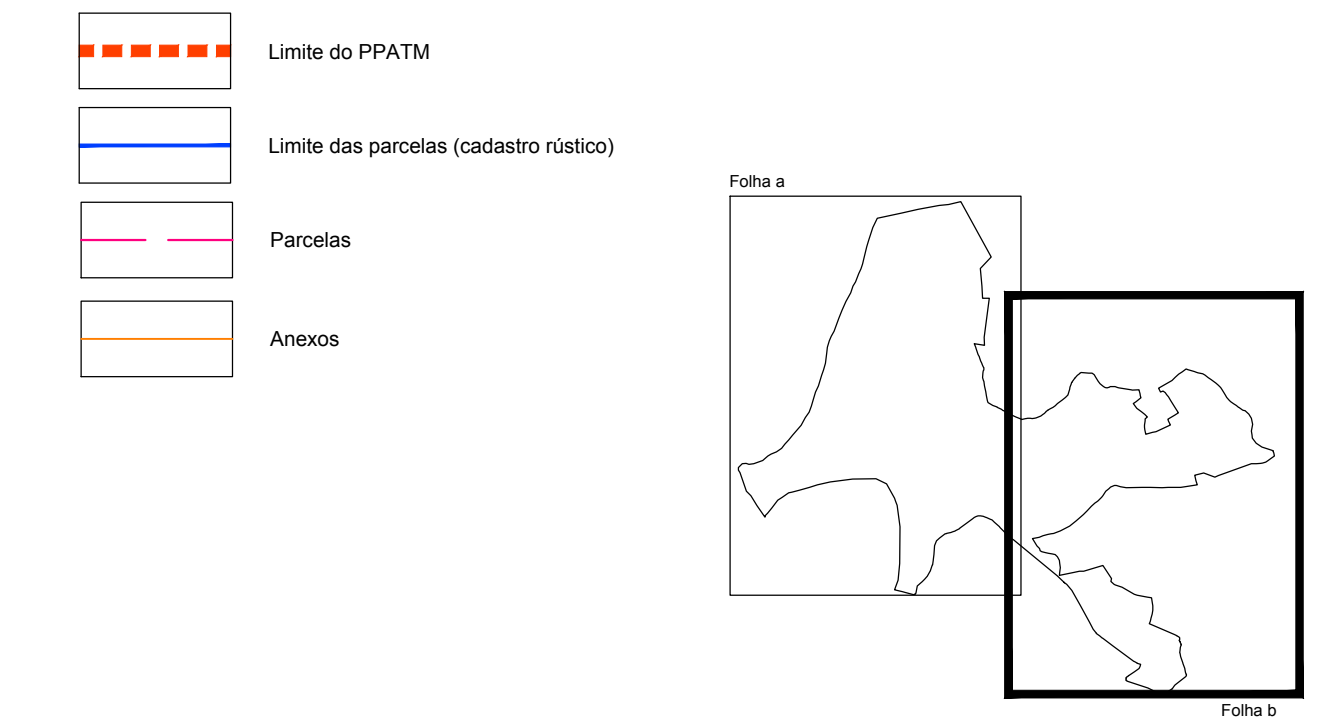 Limite do PPATM
Limite das parcelas (cadastro rústico)
Parcelas
Anexos
Folha a
Folha b